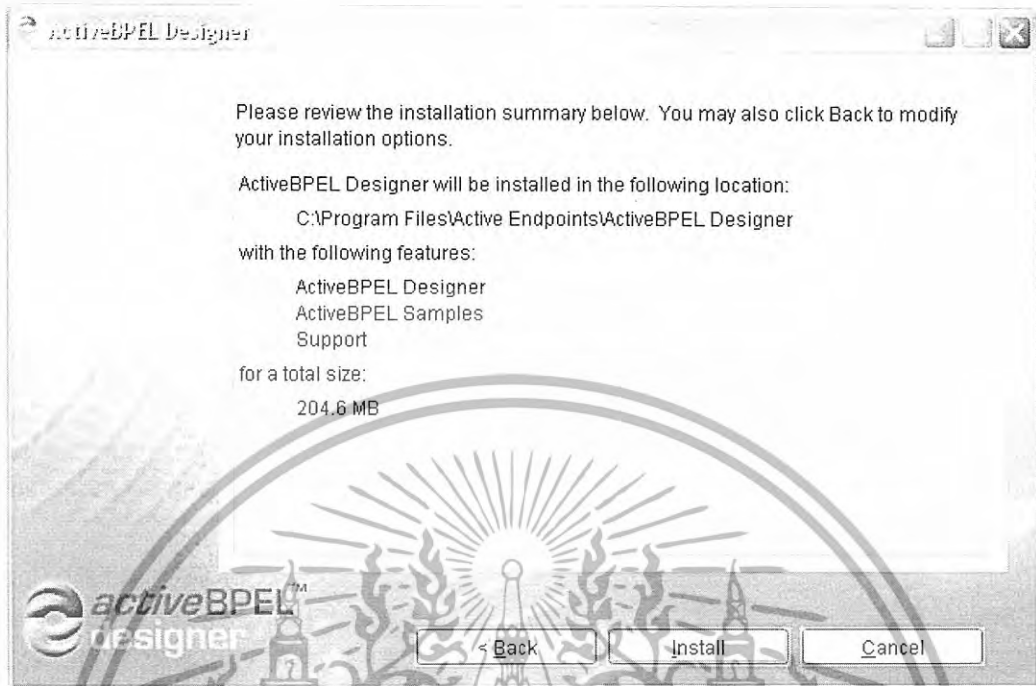 ActiveBPEL Designer
Please review the installation summary below. You may also click Back to modify
your installation options.
ActiveBPEL Designer will be installed in the following location:
C:\Program Files\Active Endpoints\ActiveBPEL Designer
with the following features:
ActiveBPEL Designer
ActiveBPEL Samples
Support
for a total size:
204.6 MB
activeBPEL™
designer
< Back
Install
Cancel